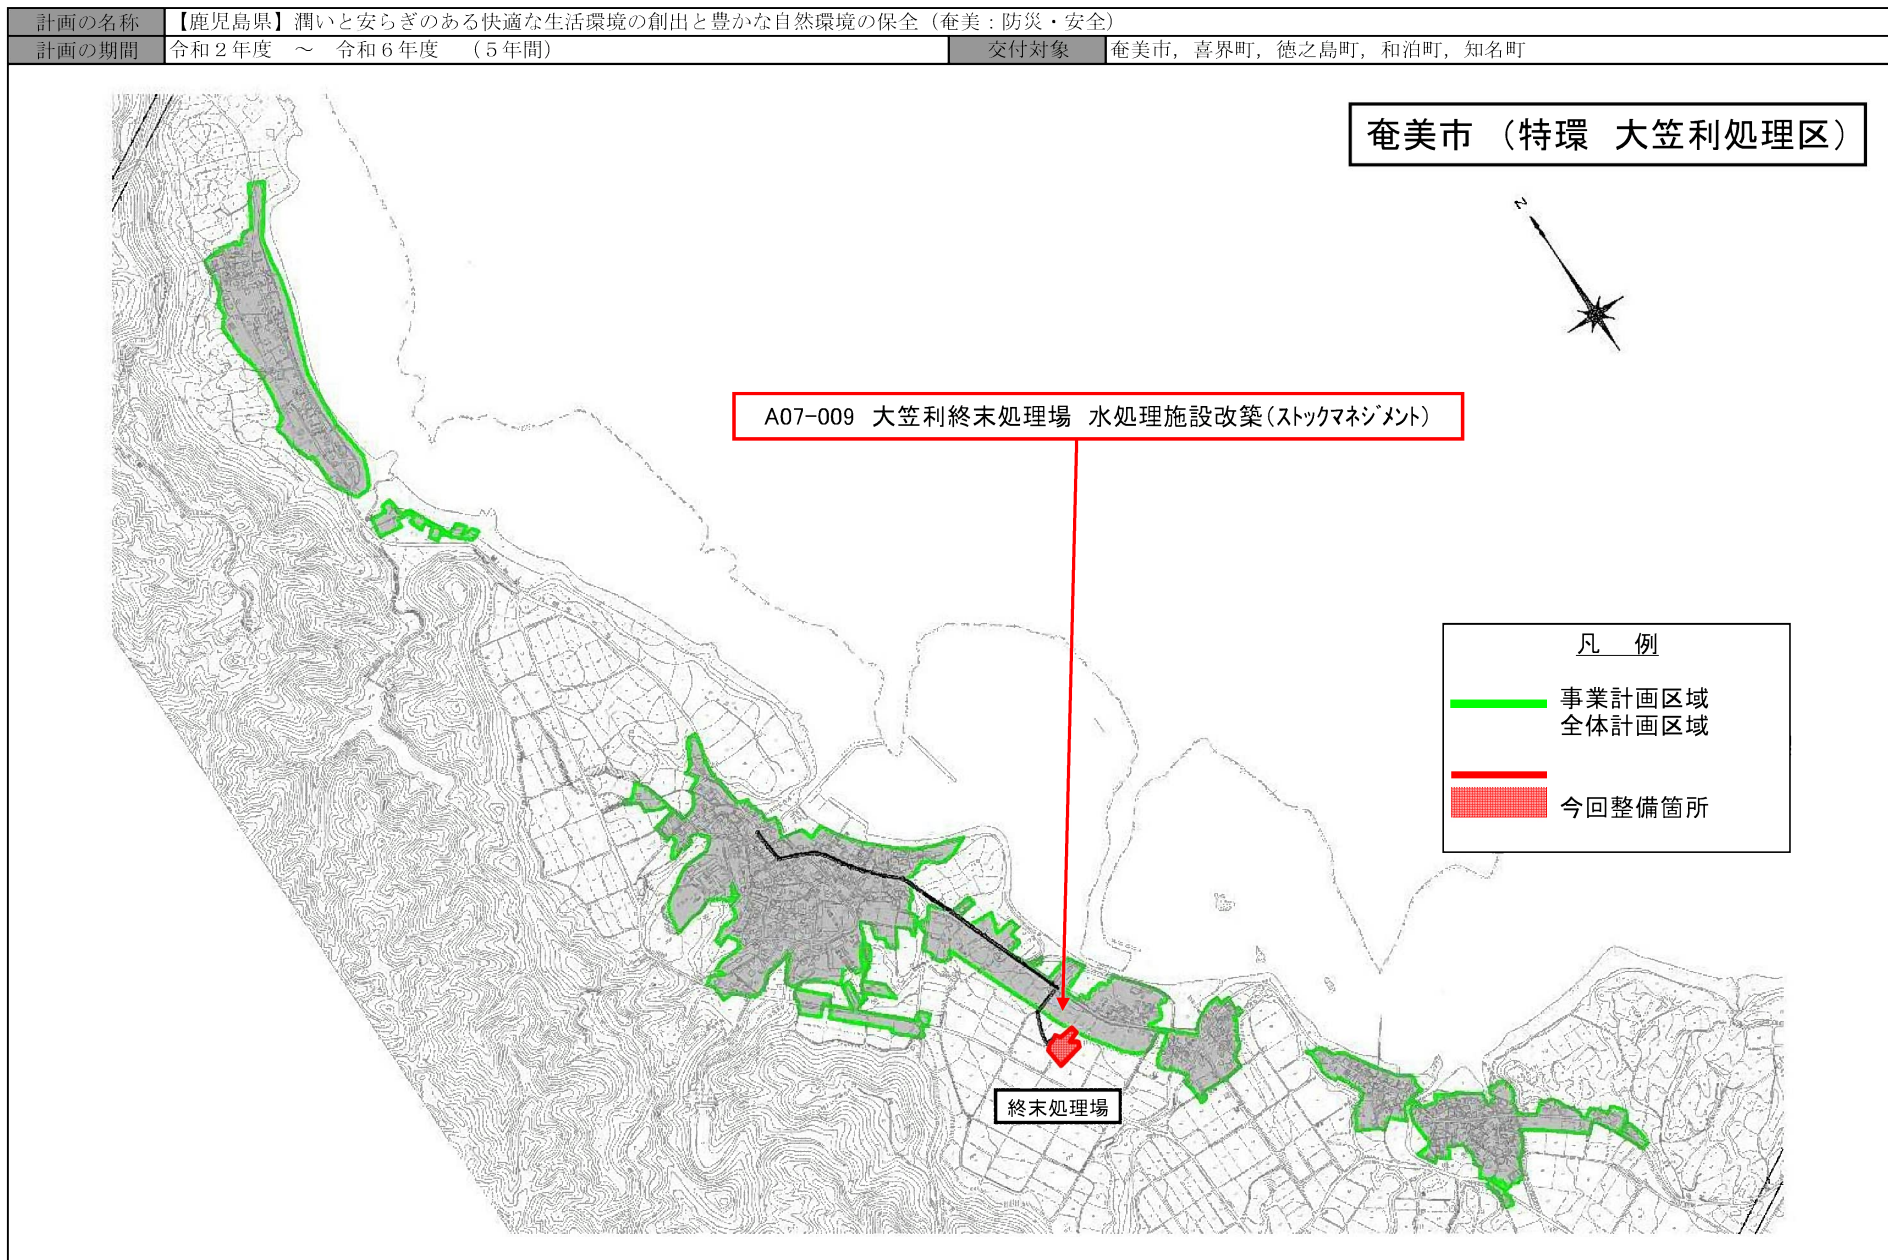 計画の名称 【鹿児島県】潤いと安らぎのある快適な生活環境の創出と豊かな自然環境の保全（奄美：防災・安全）
計画の期間 令和２年度　～　令和６年度　（５年間） 交付対象 奄美市，喜界町，徳之島町，和泊町，知名町
奄美市　（特環　大笠利処理区）
N
A07-009　大笠利終末処理場　水処理施設改築(ｽﾄｯｸﾏﾈｼﾞﾒﾝﾄ)
凡　例
事業計画区域
全体計画区域
今回整備箇所
終末処理場